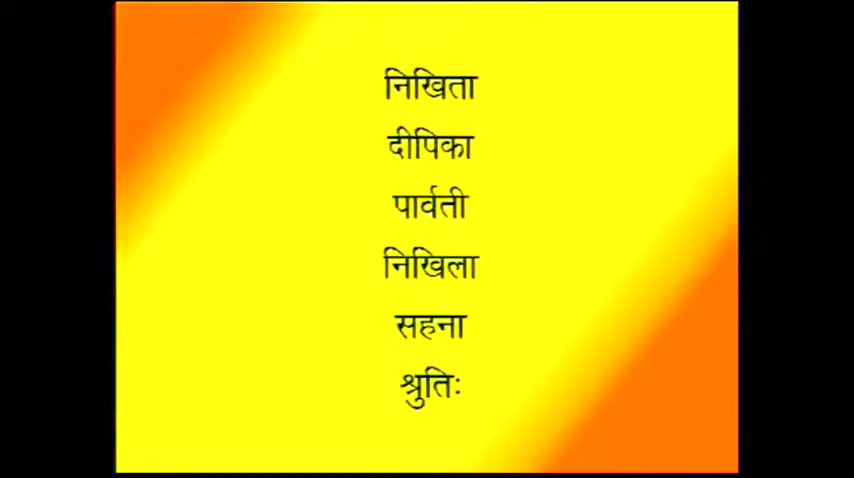 निखिता
दीपिका
पार्वती
निखिला
सहना
श्रुतिः